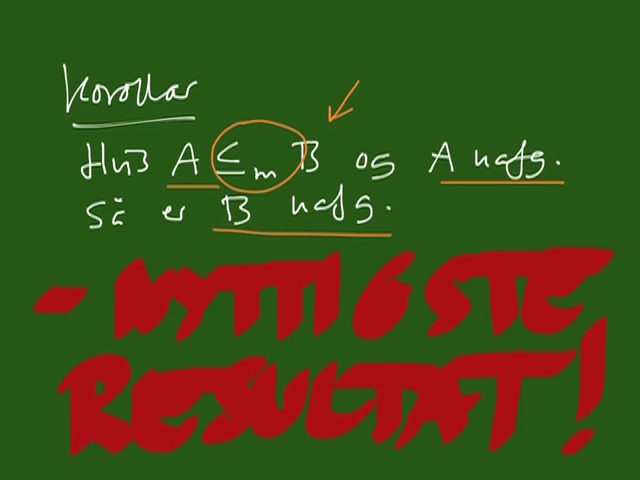 Korollar
Hvis A ≤m B og A uafg.
Så er B uafg.
- NYTTIGSTE
RESULTAT!